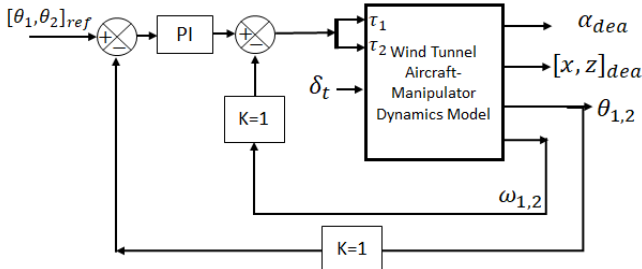 [θ₁,θ₂]ref
PI
K=1
δt
τ₁
τ₂
Wind Tunnel
Aircraft-
Manipulator
Dynamics Model
αdea
[x, z]dea
θ₁,₂
ω₁,₂
K=1